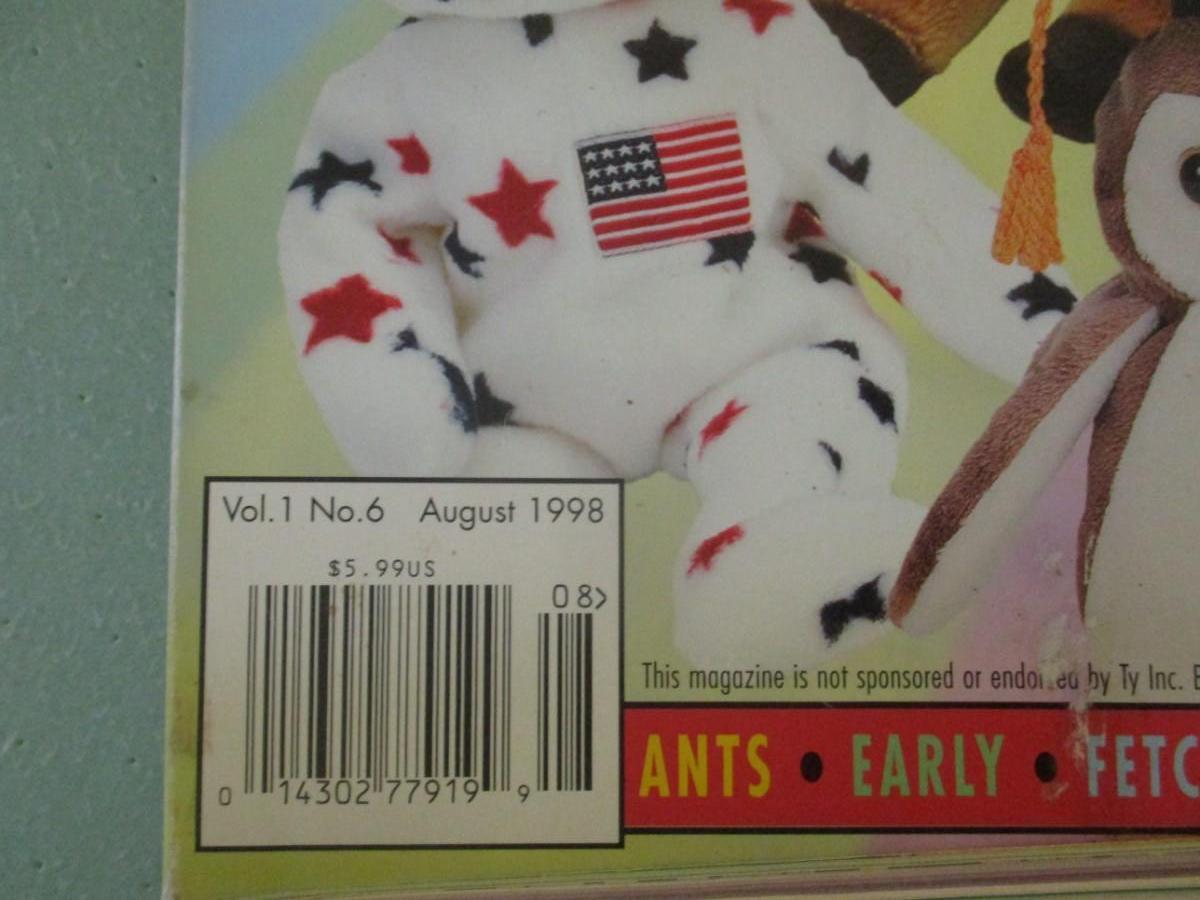 Vol.1 No.6 August 1998
$5.99US
08>
0 14302 77919 9
This magazine is not sponsored or endorsed by Ty Inc.
ANTS • EARLY • FETC